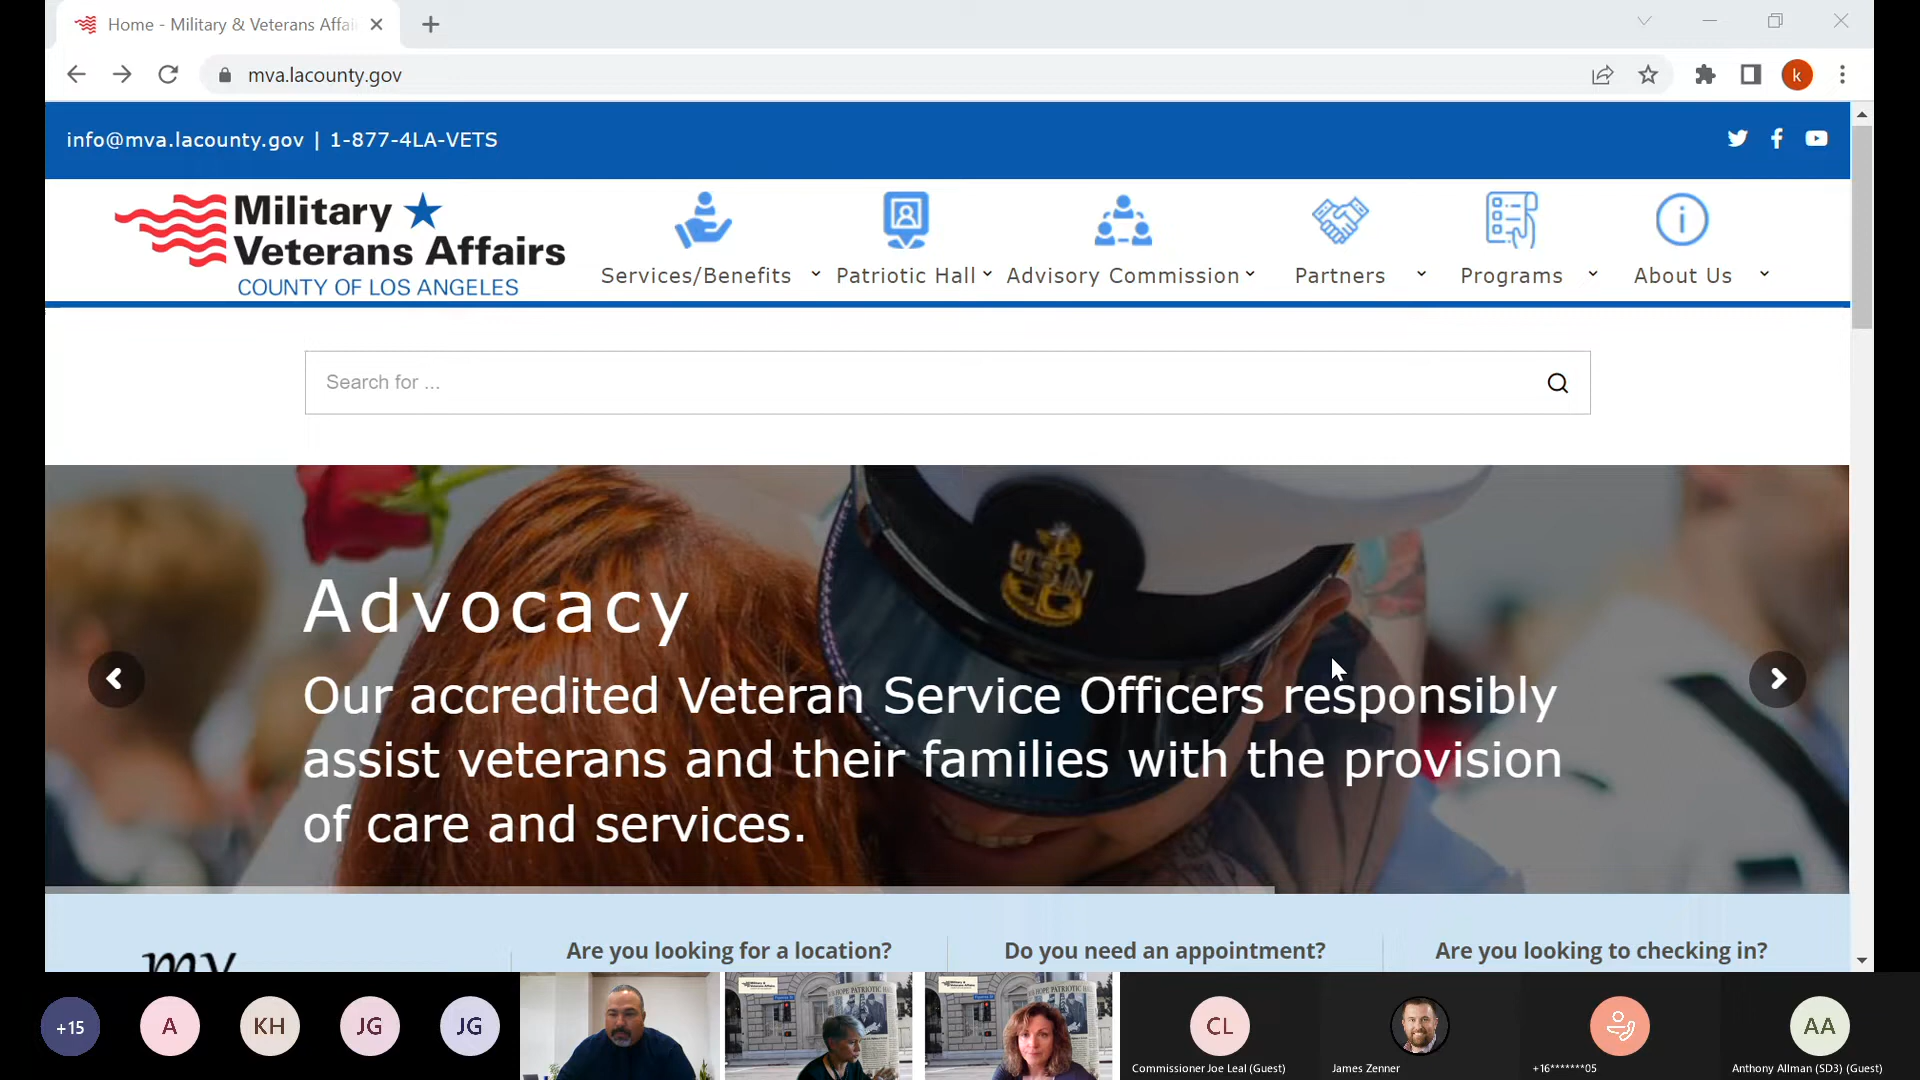 Home - Military & Veterans Affai
mva.lacounty.gov
k
info@mva.lacounty.gov | 1-877-4LA-VETS
Military
Veterans Affairs
COUNTY OF LOS ANGELES
Services/Benefits
Patriotic Hall
Advisory Commission
Partners
Programs
About Us
Search for ...
USN
Advocacy
Our accredited Veteran Service Officers responsibly
assist veterans and their families with the provision
of care and services.
my
Are you looking for a location?
Do you need an appointment?
Are you looking to checking in?
+15
A
KH
JG
JG
CL
AA
Commissioner Joe Leal (Guest)
James Zenner
+16*******05
Anthony Allman (SD3) (Guest)